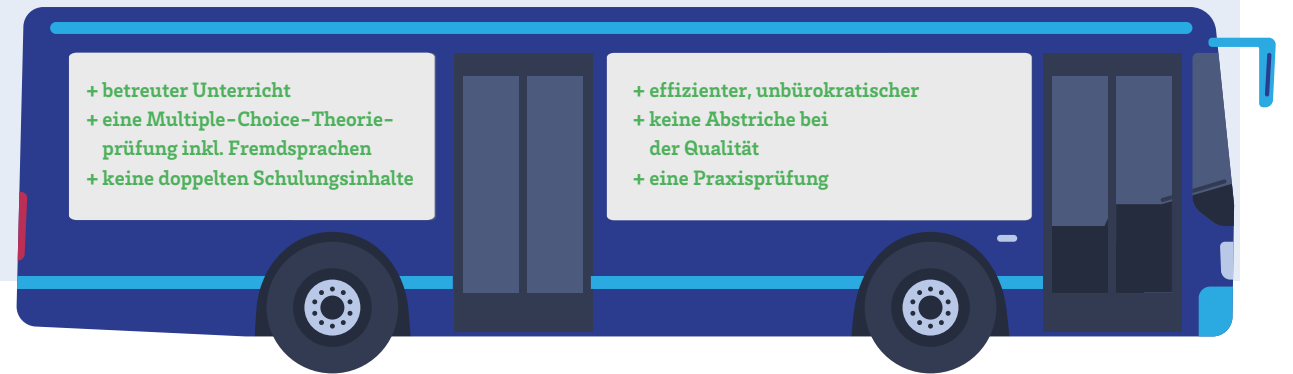 + betreuter Unterricht
+ eine Multiple-Choice-Theorie-
prüfung inkl. Fremdsprachen
+ keine doppelten Schulungsinhalte
+ effizienter, unbürokratischer
+ keine Abstriche bei
der Qualität
+ eine Praxisprüfung